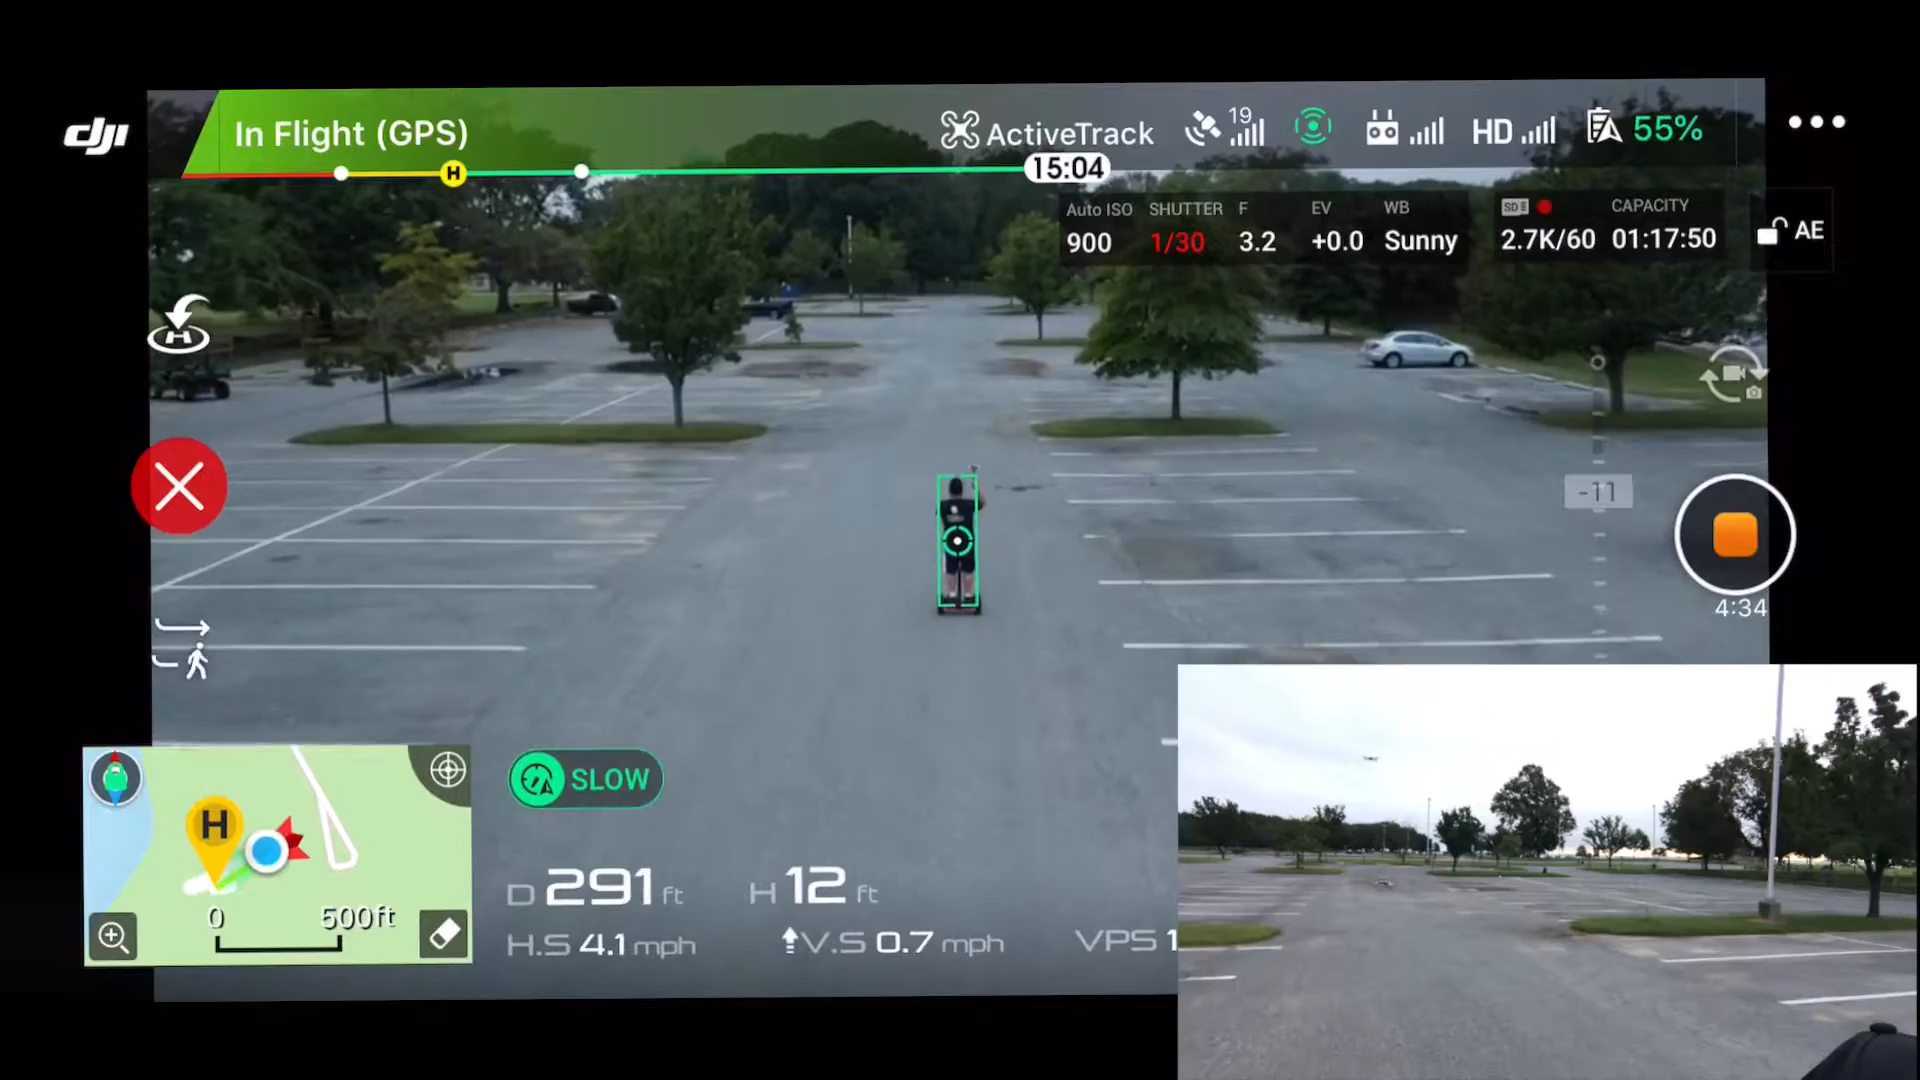 dji
In Flight (GPS)
ActiveTrack
19
HD
55%
H
15:04
Auto ISO
900
SHUTTER
1/30
F
3.2
EV
+0.0
WB
Sunny
SD
2.7K/60
CAPACITY
01:17:50
AE
H
-11
4:34
H
0
500ft
SLOW
D 291 ft
H 12 ft
H.S 4.1 mph
V.S 0.7 mph
VPS 1